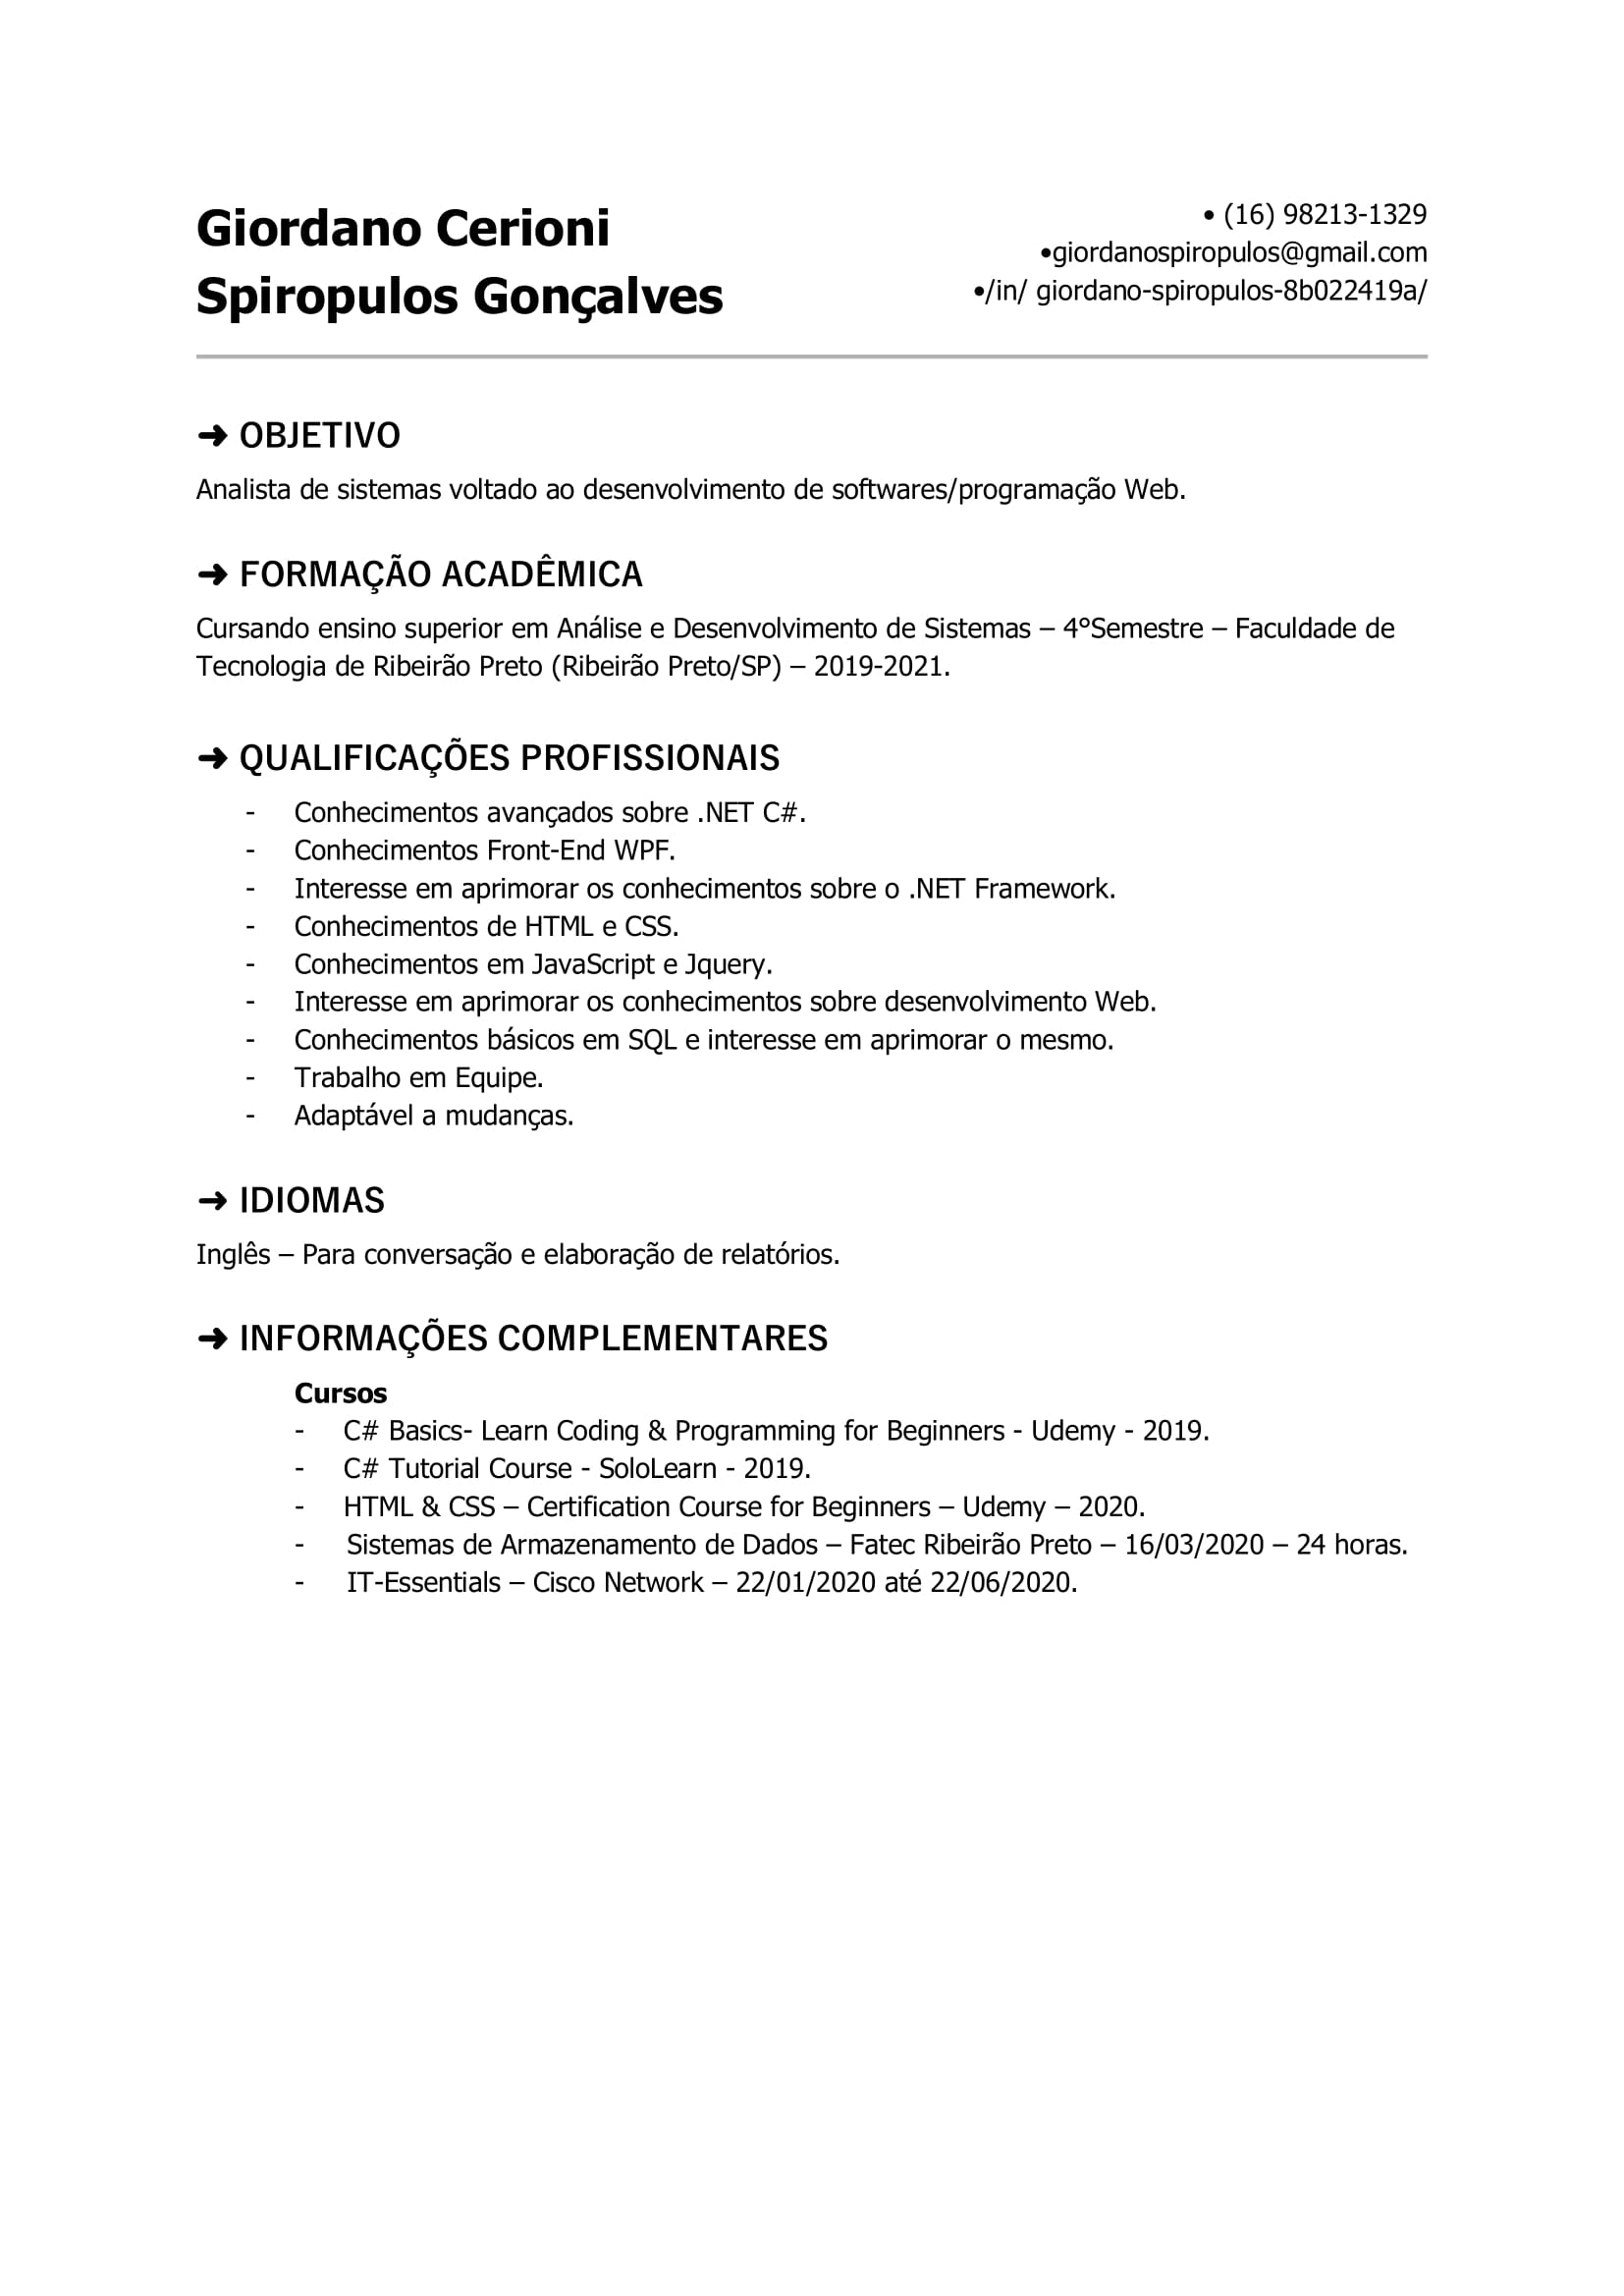 Giordano Cerioni
Spiropulos Gonçalves
• (16) 98213-1329
•giordanospiropulos@gmail.com
•/in/ giordano-spiropulos-8b022419a/
➜ OBJETIVO
Analista de sistemas voltado ao desenvolvimento de softwares/programação Web.
➜ FORMAÇÃO ACADÊMICA
Cursando ensino superior em Análise e Desenvolvimento de Sistemas – 4°Semestre – Faculdade de
Tecnologia de Ribeirão Preto (Ribeirão Preto/SP) – 2019-2021.
➜ QUALIFICAÇÕES PROFISSIONAIS
- Conhecimentos avançados sobre .NET C#.
- Conhecimentos Front-End WPF.
- Interesse em aprimorar os conhecimentos sobre o .NET Framework.
- Conhecimentos de HTML e CSS.
- Conhecimentos em JavaScript e Jquery.
- Interesse em aprimorar os conhecimentos sobre desenvolvimento Web.
- Conhecimentos básicos em SQL e interesse em aprimorar o mesmo.
- Trabalho em Equipe.
- Adaptável a mudanças.
➜ IDIOMAS
Inglês – Para conversação e elaboração de relatórios.
➜ INFORMAÇÕES COMPLEMENTARES
Cursos
- C# Basics- Learn Coding & Programming for Beginners - Udemy - 2019.
- C# Tutorial Course - SoloLearn - 2019.
- HTML & CSS – Certification Course for Beginners – Udemy – 2020.
- Sistemas de Armazenamento de Dados – Fatec Ribeirão Preto – 16/03/2020 – 24 horas.
- IT-Essentials – Cisco Network – 22/01/2020 até 22/06/2020.